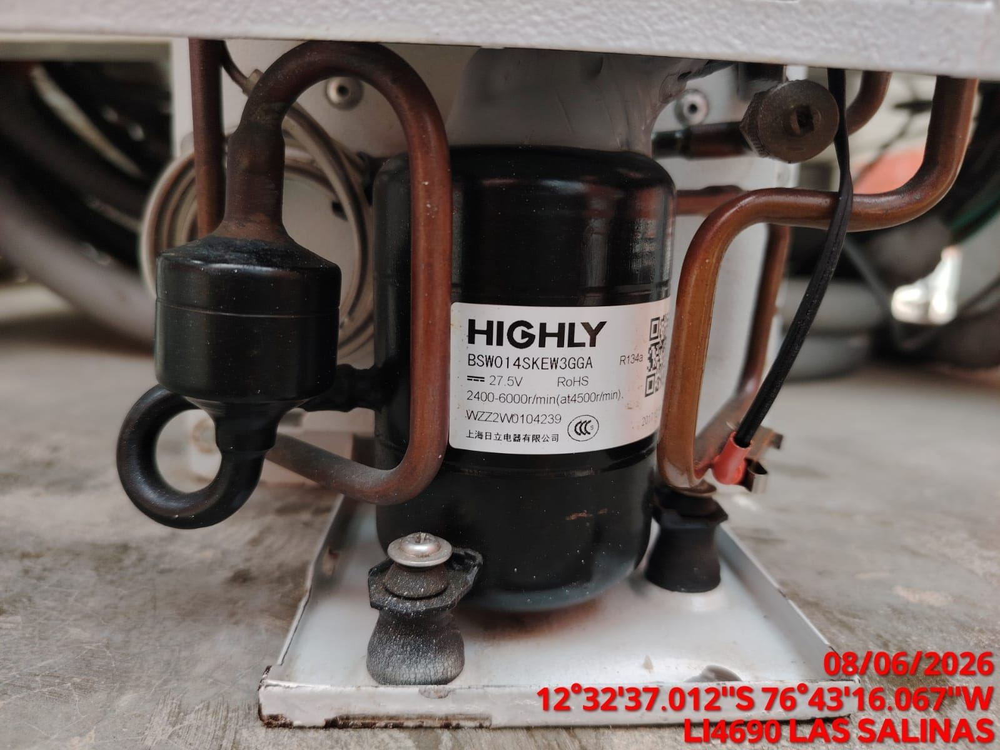 HIGHLY
BSW014SKEW3GGA R134a
⎓ 27.5V RoHS
2400-6000r/min(at4500r/min).
WZZ2W0104239
上海日立电器有限公司
08/06/2026
12°32'37.012"S 76°43'16.067"W
LI4690 LAS SALINAS